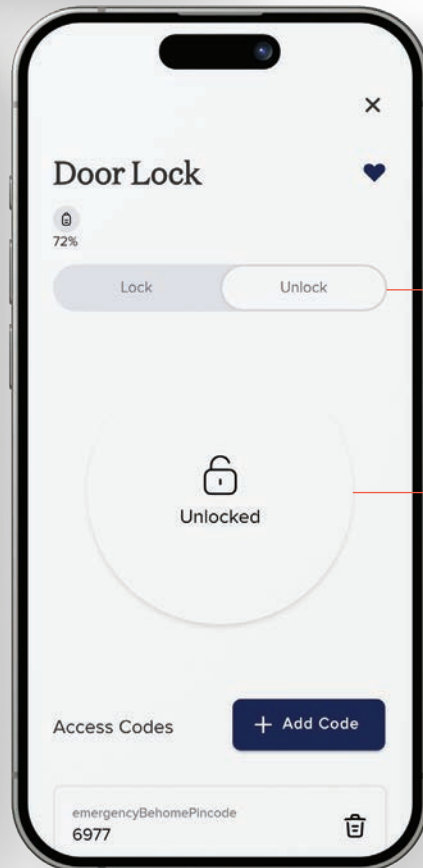 Door Lock
72%
Lock Unlock
Unlocked
Access Codes + Add Code
emergencyBehomePincode
6977